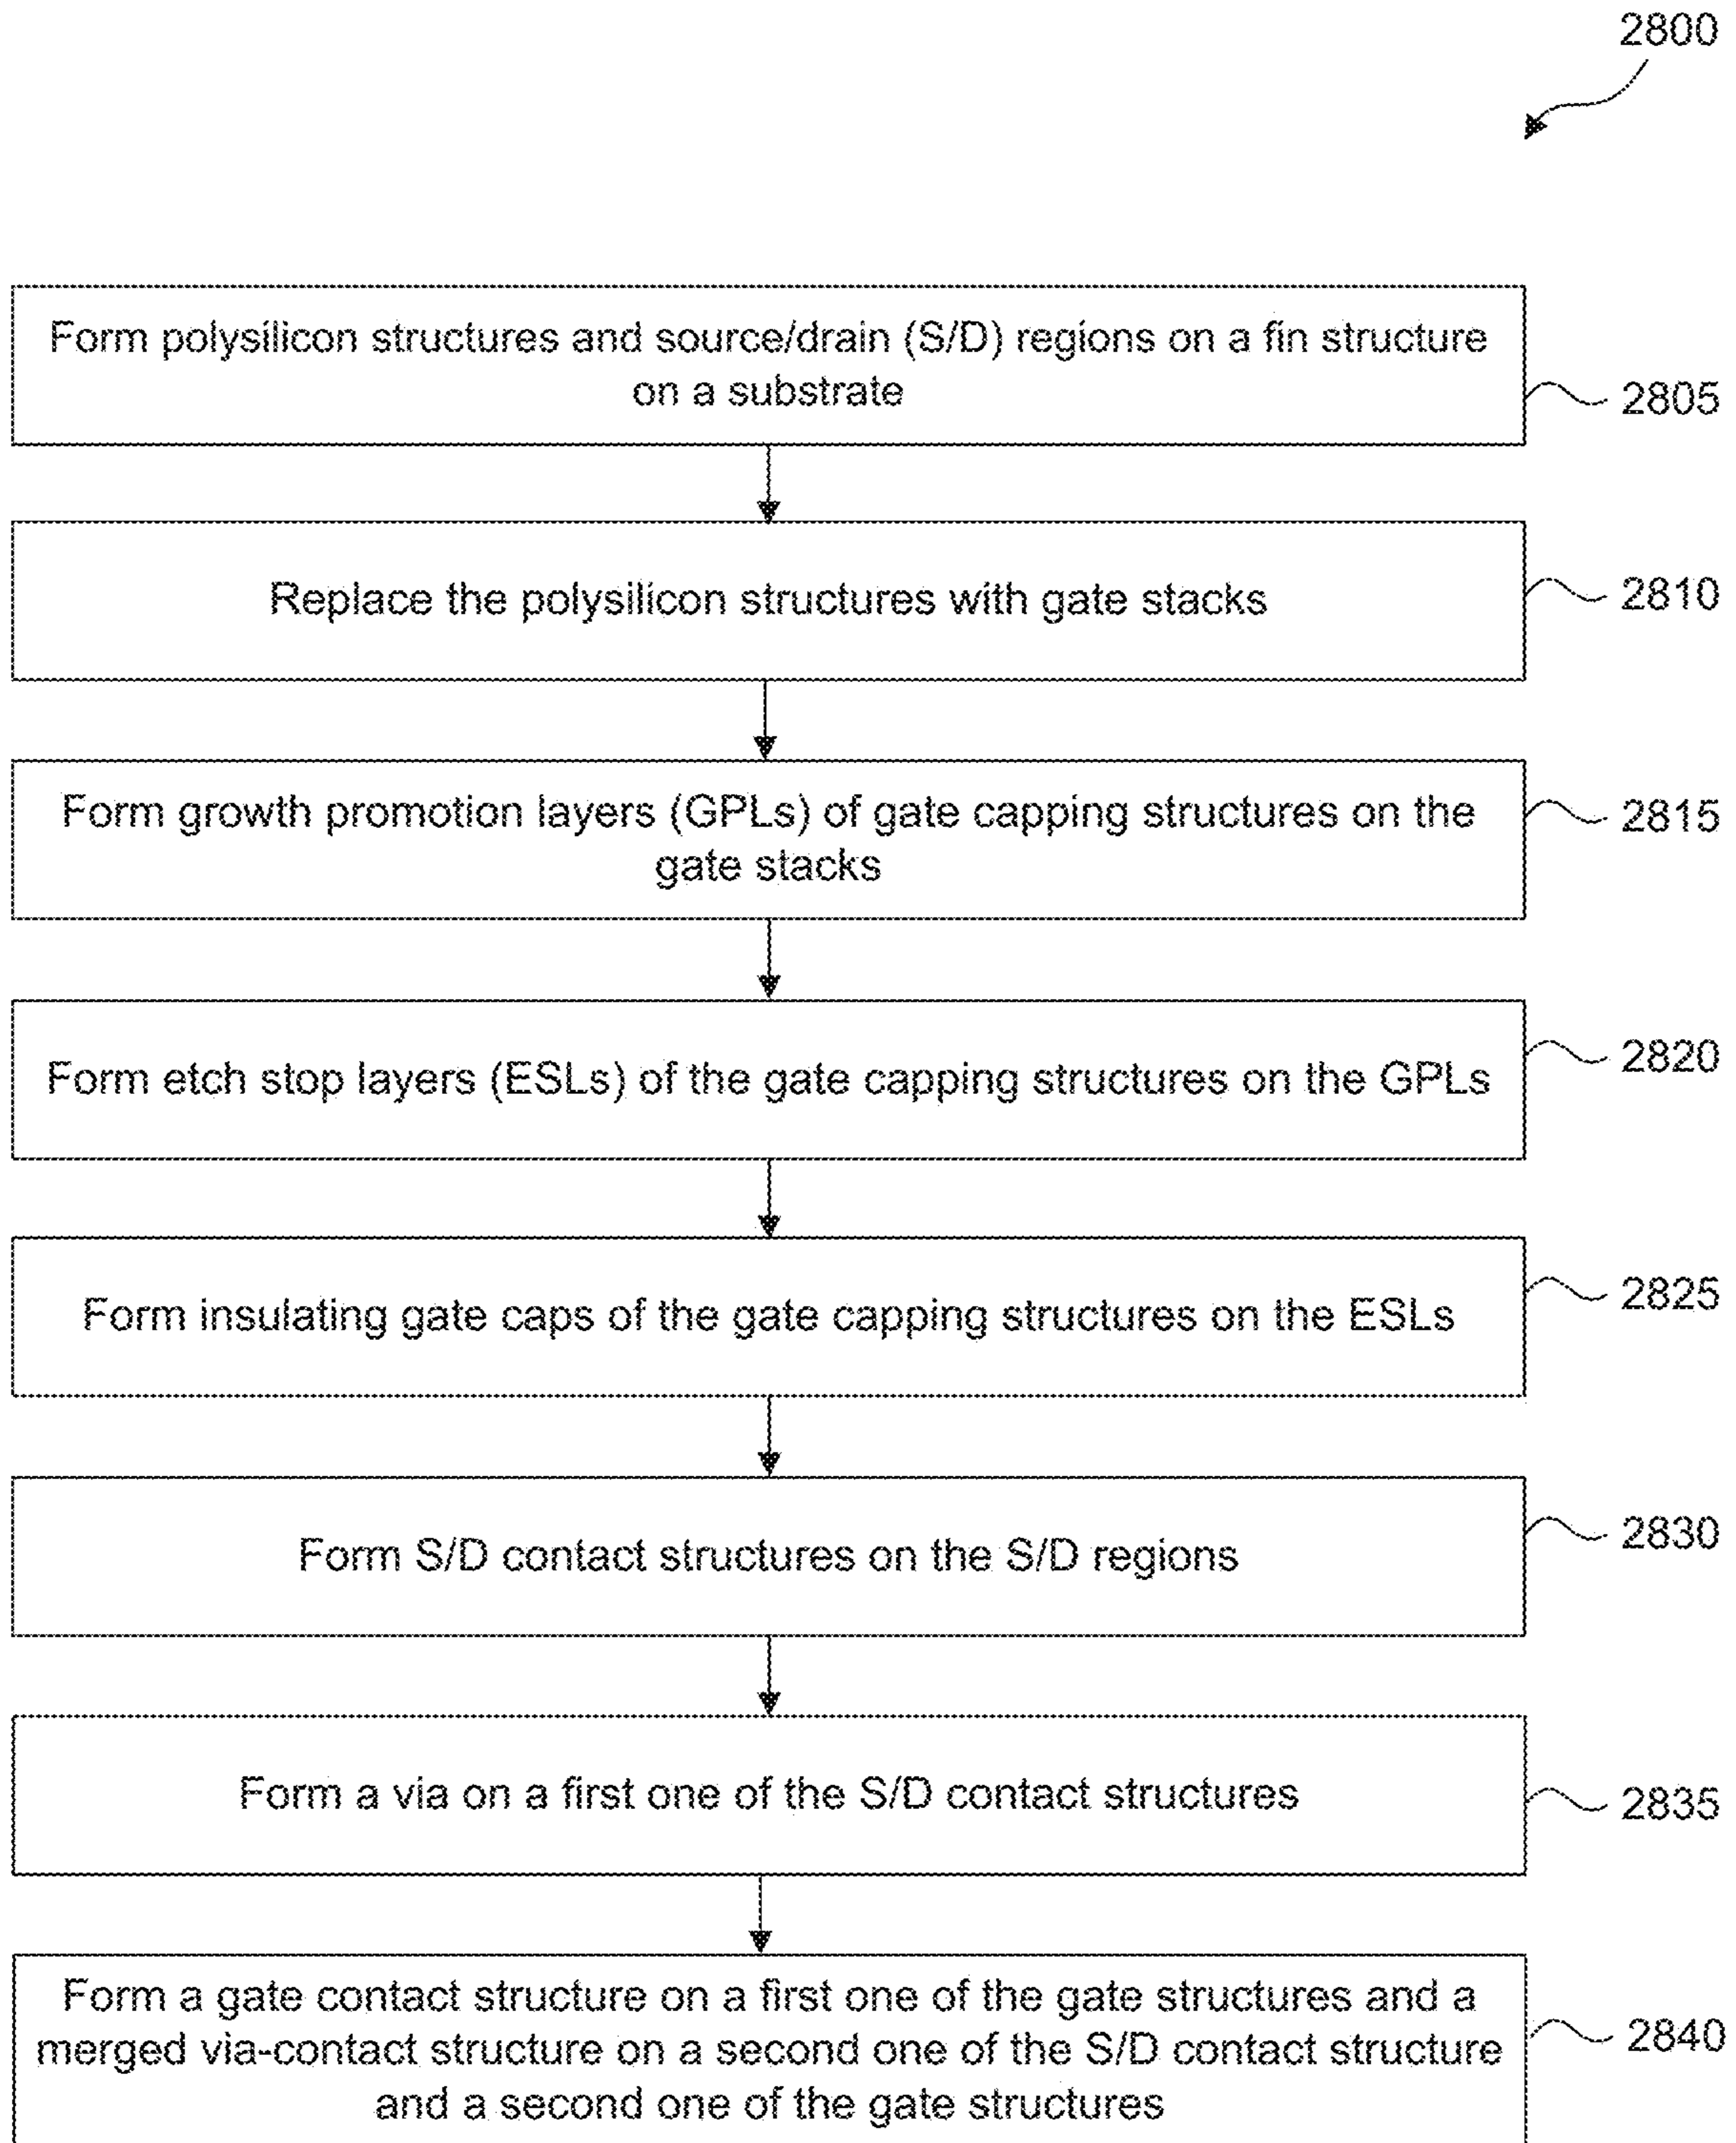 2800
Form polysilicon structures and source/drain (S/D) regions on a fin structure
on a substrate
2805
Replace the polysilicon structures with gate stacks
2810
Form growth promotion layers (GPLs) of gate capping structures on the
gate stacks
2815
Form etch stop layers (ESLs) of the gate capping structures on the GPLs
2820
Form insulating gate caps of the gate capping structures on the ESLs
2825
Form S/D contact structures on the S/D regions
2830
Form a via on a first one of the S/D contact structures
2835
Form a gate contact structure on a first one of the gate structures and a
merged via-contact structure on a second one of the S/D contact structure
and a second one of the gate structures
2840